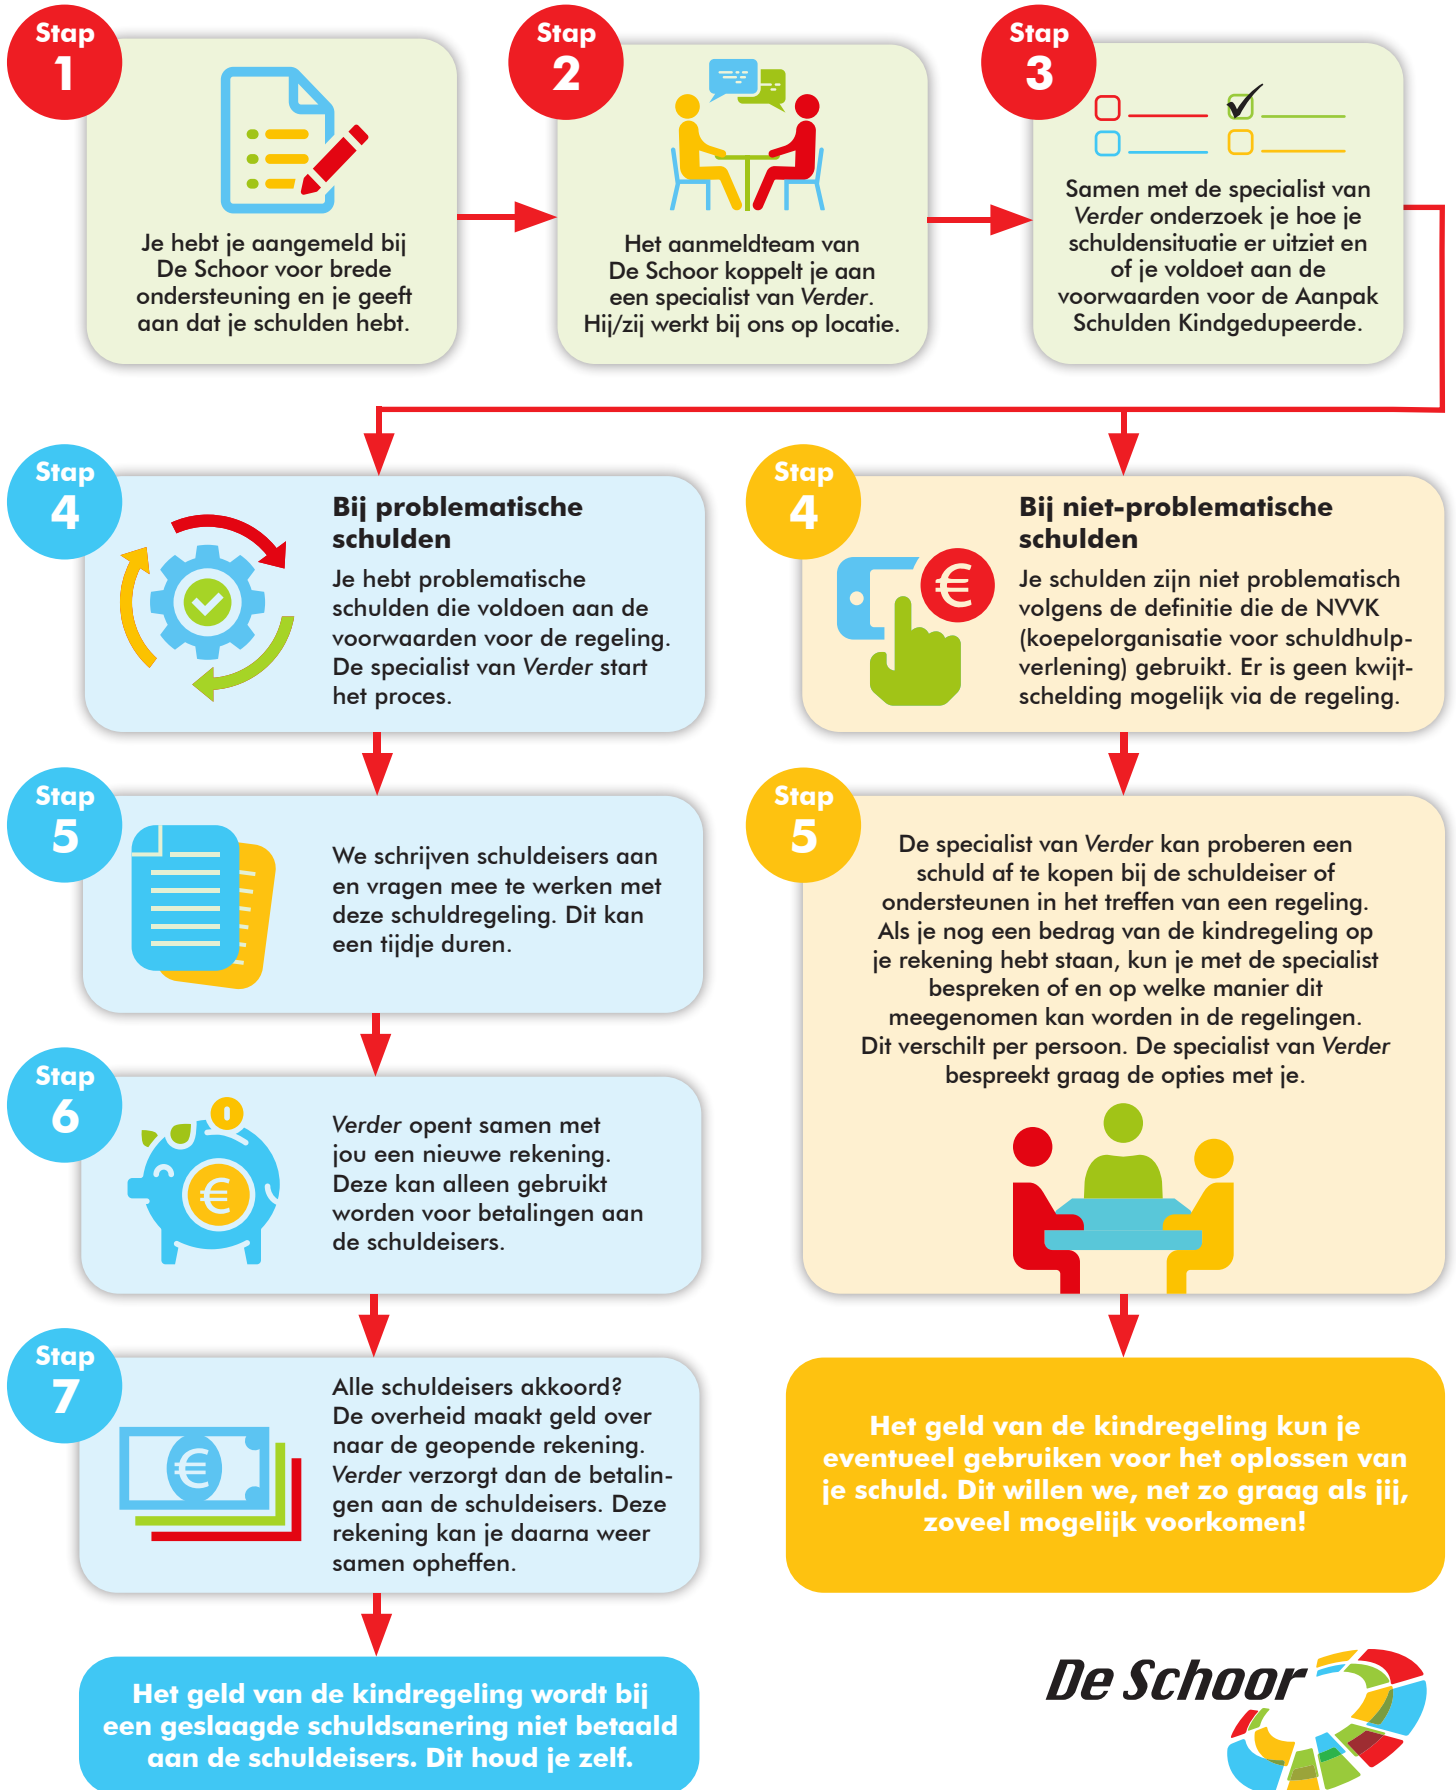 Stap
1
Je hebt je aangemeld bij
De Schoor voor brede
ondersteuning en je geeft
aan dat je schulden hebt.
Stap
2
Het aanmeldteam van
De Schoor koppelt je aan
een specialist van Verder.
Hij/zij werkt bij ons op locatie.
Stap
3
Samen met de specialist van
Verder onderzoek je hoe je
schuldensituatie er uitziet en
of je voldoet aan de
voorwaarden voor de Aanpak
Schulden Kindgedupeerde.
Stap
4
Bij problematische
schulden
Je hebt problematische
schulden die voldoen aan de
voorwaarden voor de regeling.
De specialist van Verder start
het proces.
Stap
5
We schrijven schuldeisers aan
en vragen mee te werken met
deze schuldregeling. Dit kan
een tijdje duren.
Stap
6
€
Verder opent samen met
jou een nieuwe rekening.
Deze kan alleen gebruikt
worden voor betalingen aan
de schuldeisers.
Stap
7
€
Alle schuldeisers akkoord?
De overheid maakt geld over
naar de geopende rekening.
Verder verzorgt dan de betalin-
gen aan de schuldeisers. Deze
rekening kan je daarna weer
samen opheffen.
Het geld van de kindregeling wordt bij
een geslaagde schuldsanering niet betaald
aan de schuldeisers. Dit houd je zelf.
Stap
4
€
Bij niet-problematische
schulden
Je schulden zijn niet problematisch
volgens de definitie die de NVVK
(koepelorganisatie voor schuldhulp-
verlening) gebruikt. Er is geen kwijt-
schelding mogelijk via de regeling.
Stap
5
De specialist van Verder kan proberen een
schuld af te kopen bij de schuldeiser of
ondersteunen in het treffen van een regeling.
Als je nog een bedrag van de kindregeling op
je rekening hebt staan, kun je met de specialist
bespreken of en op welke manier dit
meegenomen kan worden in de regelingen.
Dit verschilt per persoon. De specialist van Verder
bespreekt graag de opties met je.
Het geld van de kindregeling kun je
eventueel gebruiken voor het oplossen van
je schuld. Dit willen we, net zo graag als jij,
zoveel mogelijk voorkomen!
De Schoor